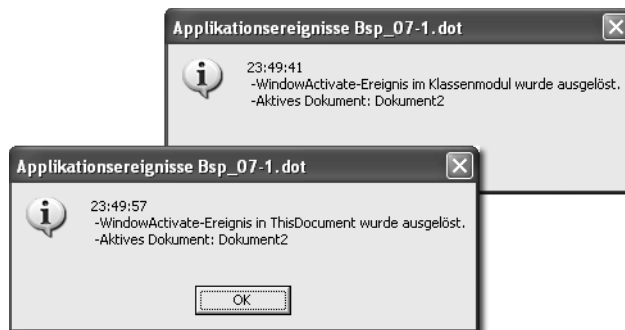 Applikationsereignisse Bsp_07-1.dot
23:49:41
-WindowActivate-Ereignis im Klassenmodul wurde ausgelöst.
-Aktives Dokument: Dokument2
Applikationsereignisse Bsp_07-1.dot
23:49:57
-WindowActivate-Ereignis in ThisDocument wurde ausgelöst.
-Aktives Dokument: Dokument2
OK